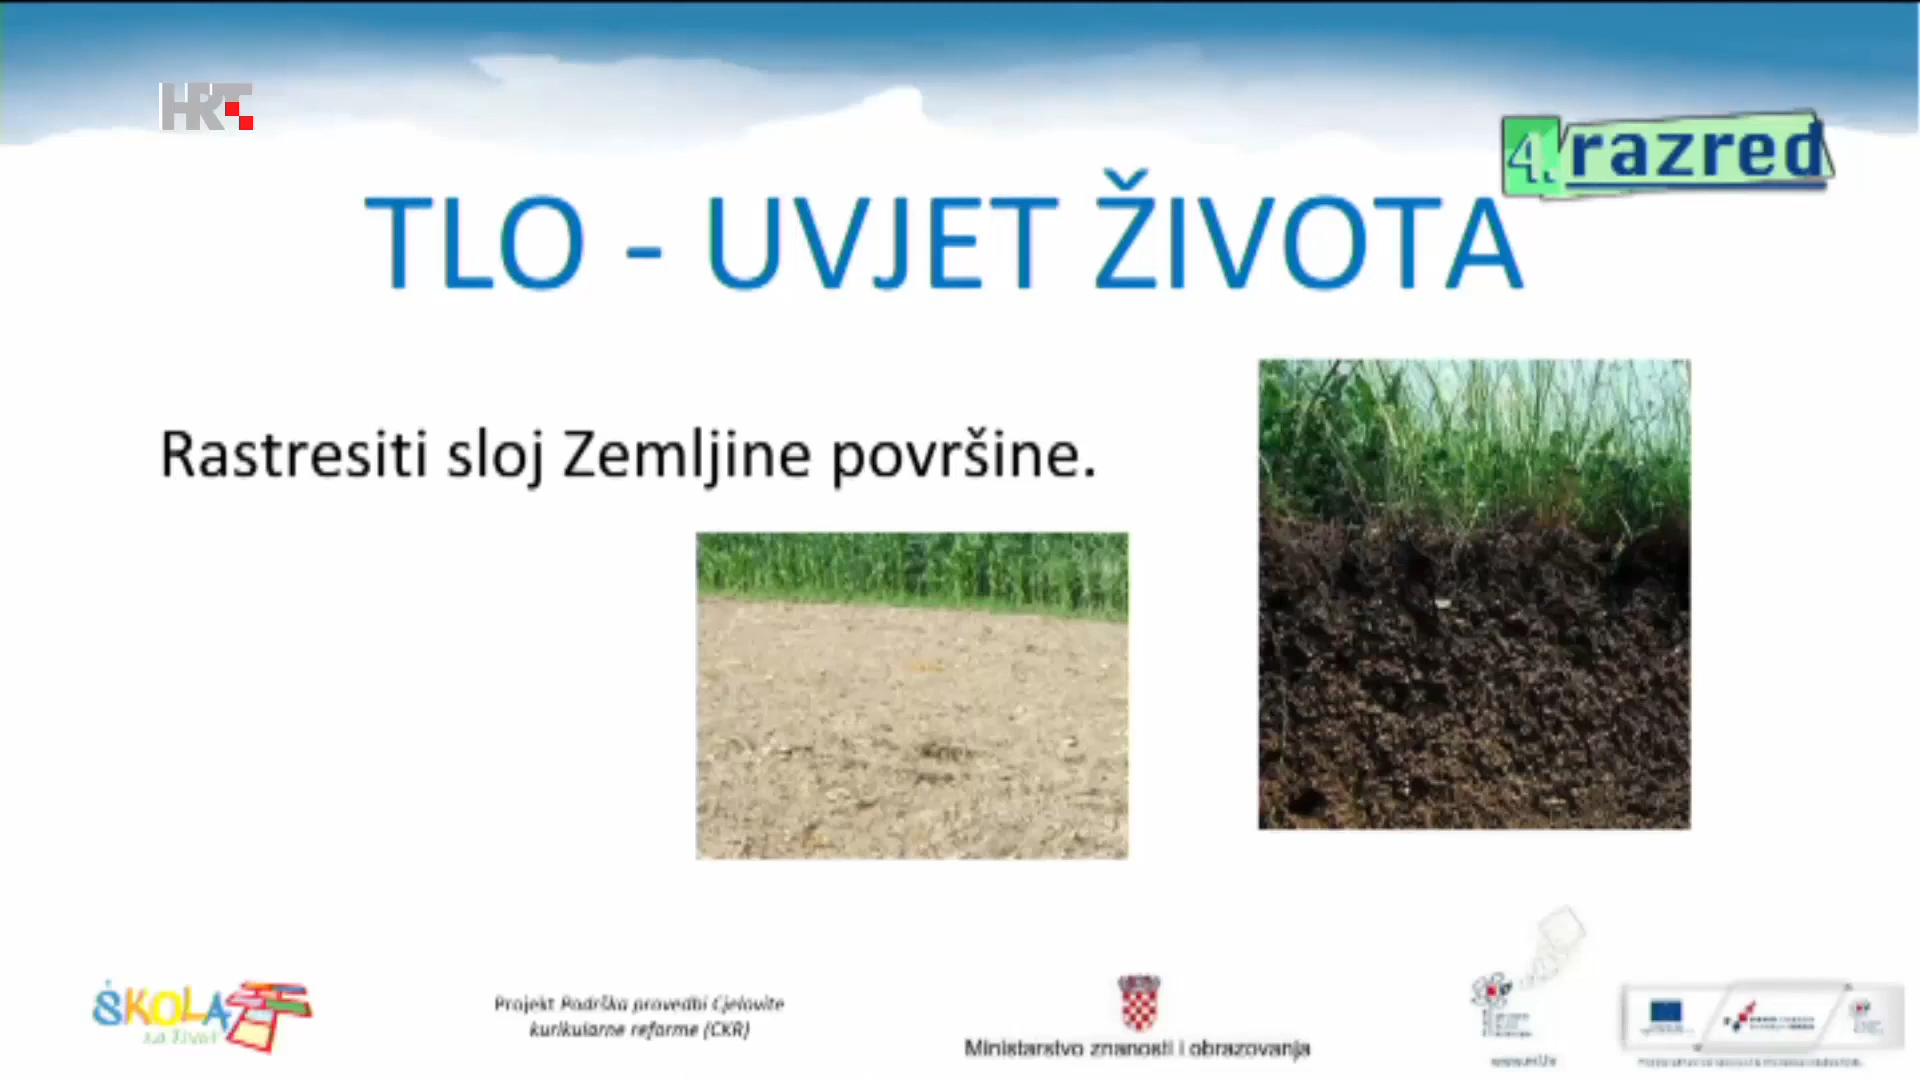 HRT
4. razred
TLO - UVJET ŽIVOTA
Rastresiti sloj Zemljine površine.
ŠKOLA
za život
Projekt Podrška provedbi Cjelovite
kurikularne reforme (CKR)
Ministarstvo znanosti i obrazovanja